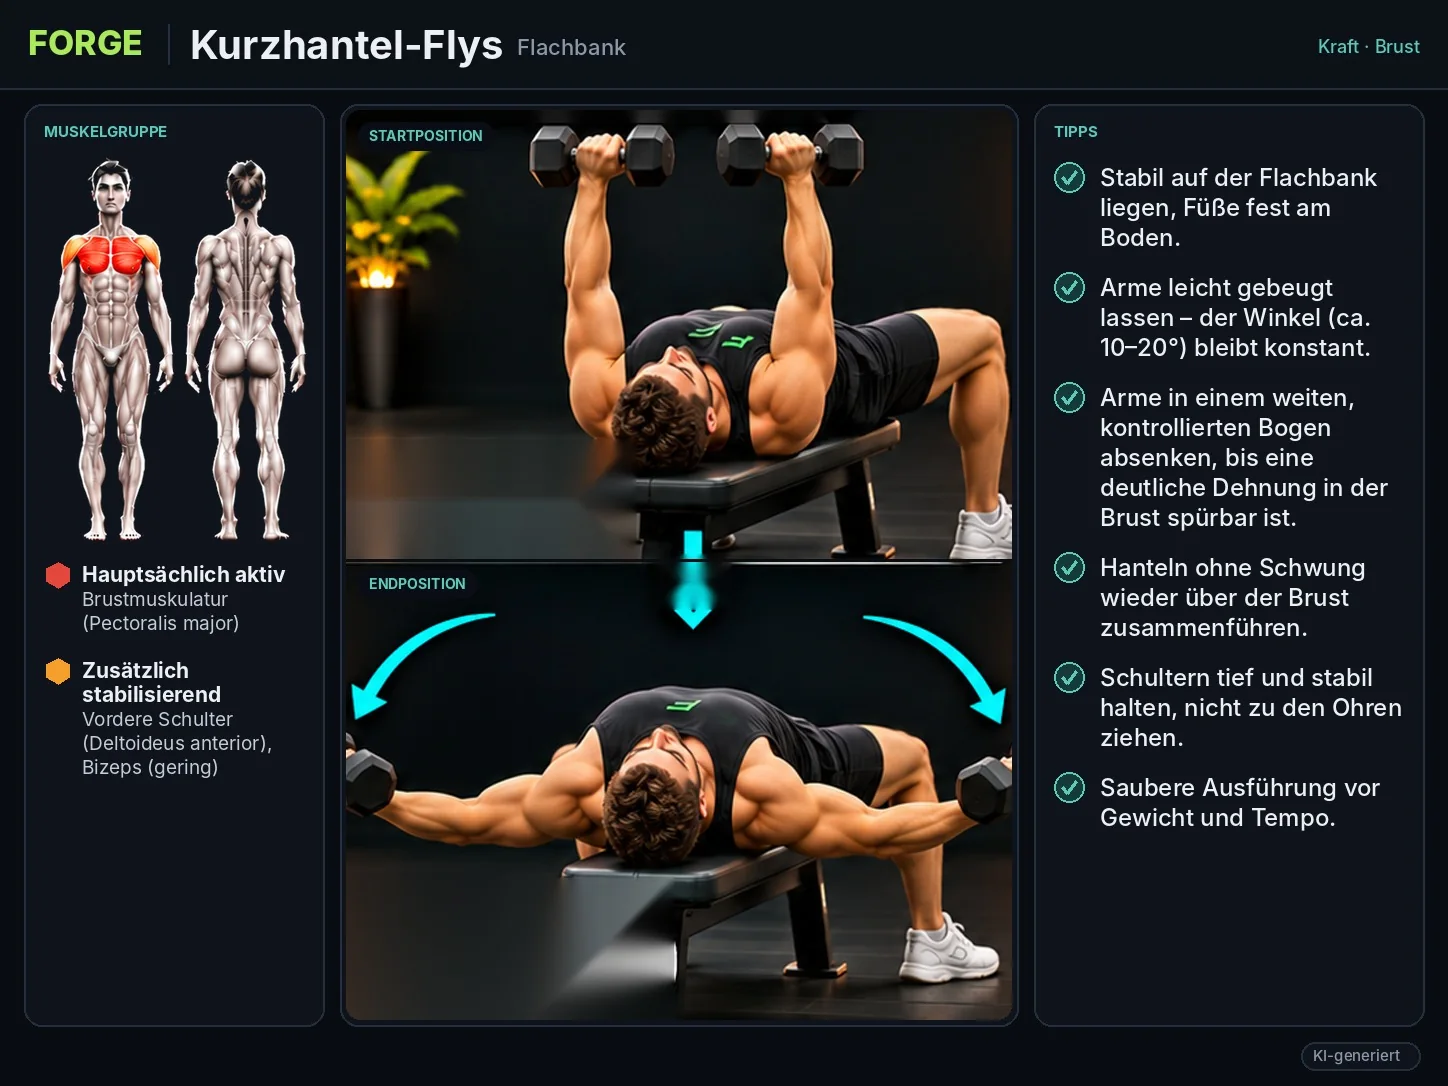 FORGE
Kurzhantel-Flys Flachbank
Kraft · Brust
MUSKELGRUPPE
Hauptsächlich aktiv
Brustmuskulatur
(Pectoralis major)
Zusätzlich
stabilisierend
Vordere Schulter
(Deltoideus anterior),
Bizeps (gering)
STARTPOSITION
ENDPOSITION
TIPPS
Stabil auf der Flachbank
liegen, Füße fest am
Boden.
Arme leicht gebeugt
lassen – der Winkel (ca.
10–20°) bleibt konstant.
Arme in einem weiten,
kontrollierten Bogen
absenken, bis eine
deutliche Dehnung in der
Brust spürbar ist.
Hanteln ohne Schwung
wieder über der Brust
zusammenführen.
Schultern tief und stabil
halten, nicht zu den Ohren
ziehen.
Saubere Ausführung vor
Gewicht und Tempo.
KI-generiert